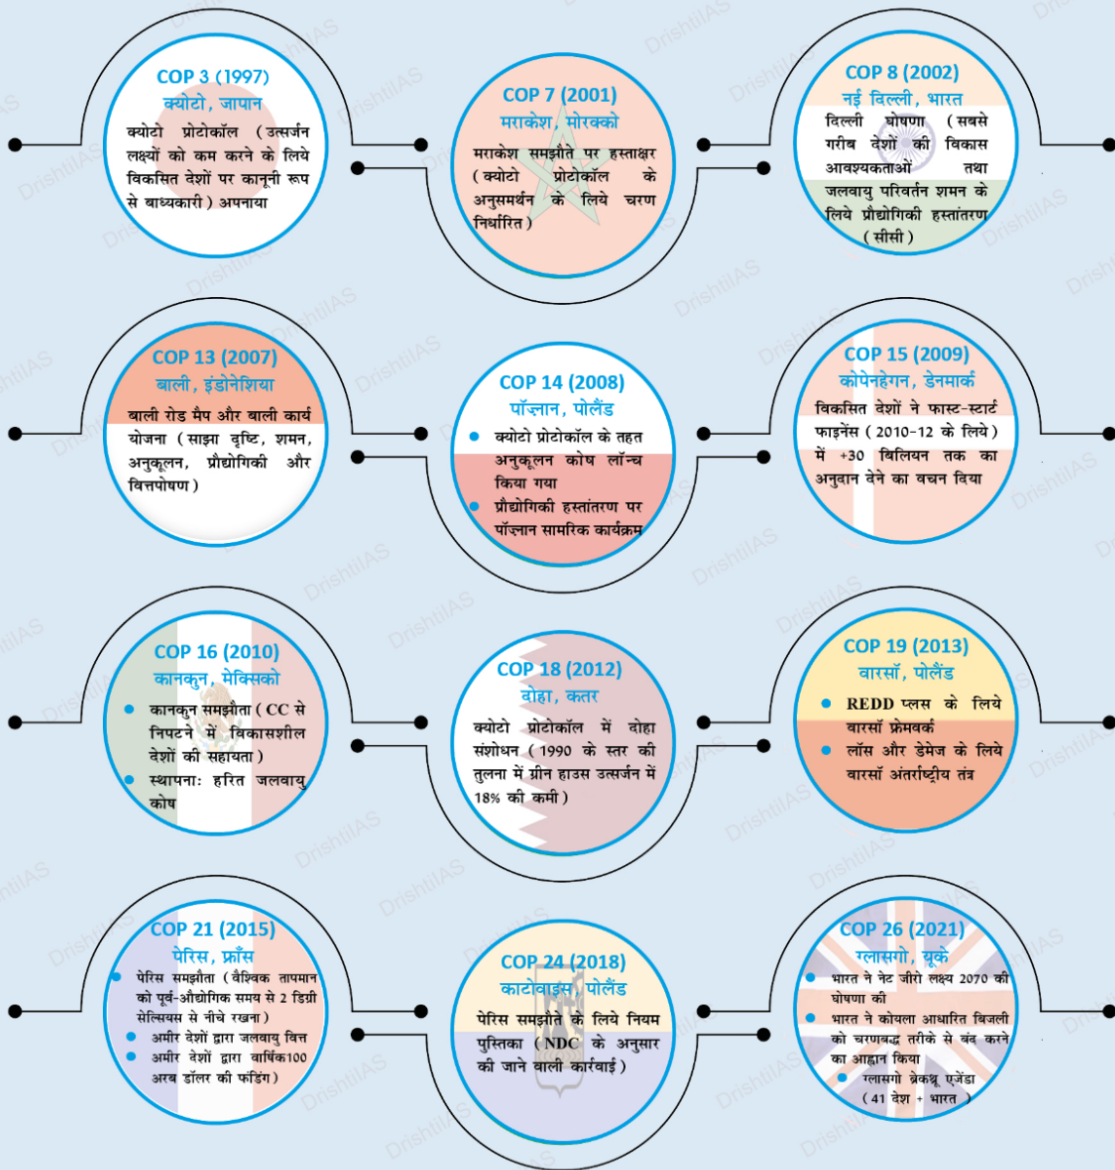 COP 3 (1997)
क्योटो, जापान
क्योटो प्रोटोकॉल (उत्सर्जन
लक्ष्यों को कम करने के लिये
विकसित देशों पर कानूनी रूप
से बाध्यकारी) अपनाया
COP 7 (2001)
मराकेश, मोरक्को
मराकेश समझौते पर हस्ताक्षर
(क्योटो प्रोटोकॉल के
अनुसमर्थन के लिये चरण
निर्धारित)
COP 8 (2002)
नई दिल्ली, भारत
दिल्ली घोषणा (सबसे
गरीब देशों की विकास
आवश्यकताओं तथा
जलवायु परिवर्तन शमन के
लिये प्रौद्योगिकी हस्तांतरण
(सीसी)
COP 13 (2007)
बाली, इंडोनेशिया
बाली रोड मैप और बाली कार्य
योजना (साझा दृष्टि, शमन,
अनुकूलन, प्रौद्योगिकी और
वित्तपोषण)
COP 14 (2008)
पॉज़्नान, पोलैंड
क्योटो प्रोटोकॉल के तहत
अनुकूलन कोष लॉन्च
किया गया
प्रौद्योगिकी हस्तांतरण पर
पॉज़्नान सामरिक कार्यक्रम
COP 15 (2009)
कोपेनहेगन, डेनमार्क
विकसित देशों ने फास्ट-स्टार्ट
फाइनेंस (2010-12 के लिये)
में +30 बिलियन तक का
अनुदान देने का वचन दिया
COP 16 (2010)
कानकुन, मेक्सिको
कानकुन समझौता (CC से
निपटने में विकासशील
देशों की सहायता)
स्थापना: हरित जलवायु
कोष
COP 18 (2012)
दोहा, कतर
क्योटो प्रोटोकॉल में दोहा
संशोधन (1990 के स्तर की
तुलना में ग्रीन हाउस उत्सर्जन में
18% की कमी)
COP 19 (2013)
वारसॉ, पोलैंड
REDD प्लस के लिये
वारसॉ फ्रेमवर्क
लॉस और डेमेज के लिये
वारसॉ अंतर्राष्ट्रीय तंत्र
COP 21 (2015)
पेरिस, फ्राँस
पेरिस समझौता (वैश्विक तापमान
को पूर्व-औद्योगिक समय से 2 डिग्री
सेल्सियस से नीचे रखना)
अमीर देशों द्वारा जलवायु वित्त
अमीर देशों द्वारा वार्षिक100
अरब डॉलर की फंडिंग)
COP 24 (2018)
काटोवाइस, पोलैंड
पेरिस समझौते के लिये नियम
पुस्तिका (NDC के अनुसार
की जाने वाली कार्रवाई)
COP 26 (2021)
ग्लासगो, यूके
भारत ने नेट जीरो लक्ष्य 2070 की
घोषणा की
भारत ने कोयला आधारित बिजली
को चरणबद्ध तरीके से बंद करने
का आह्वान किया
ग्लासगो ब्रेकथ्रू एजेंडा
(41 देश + भारत )